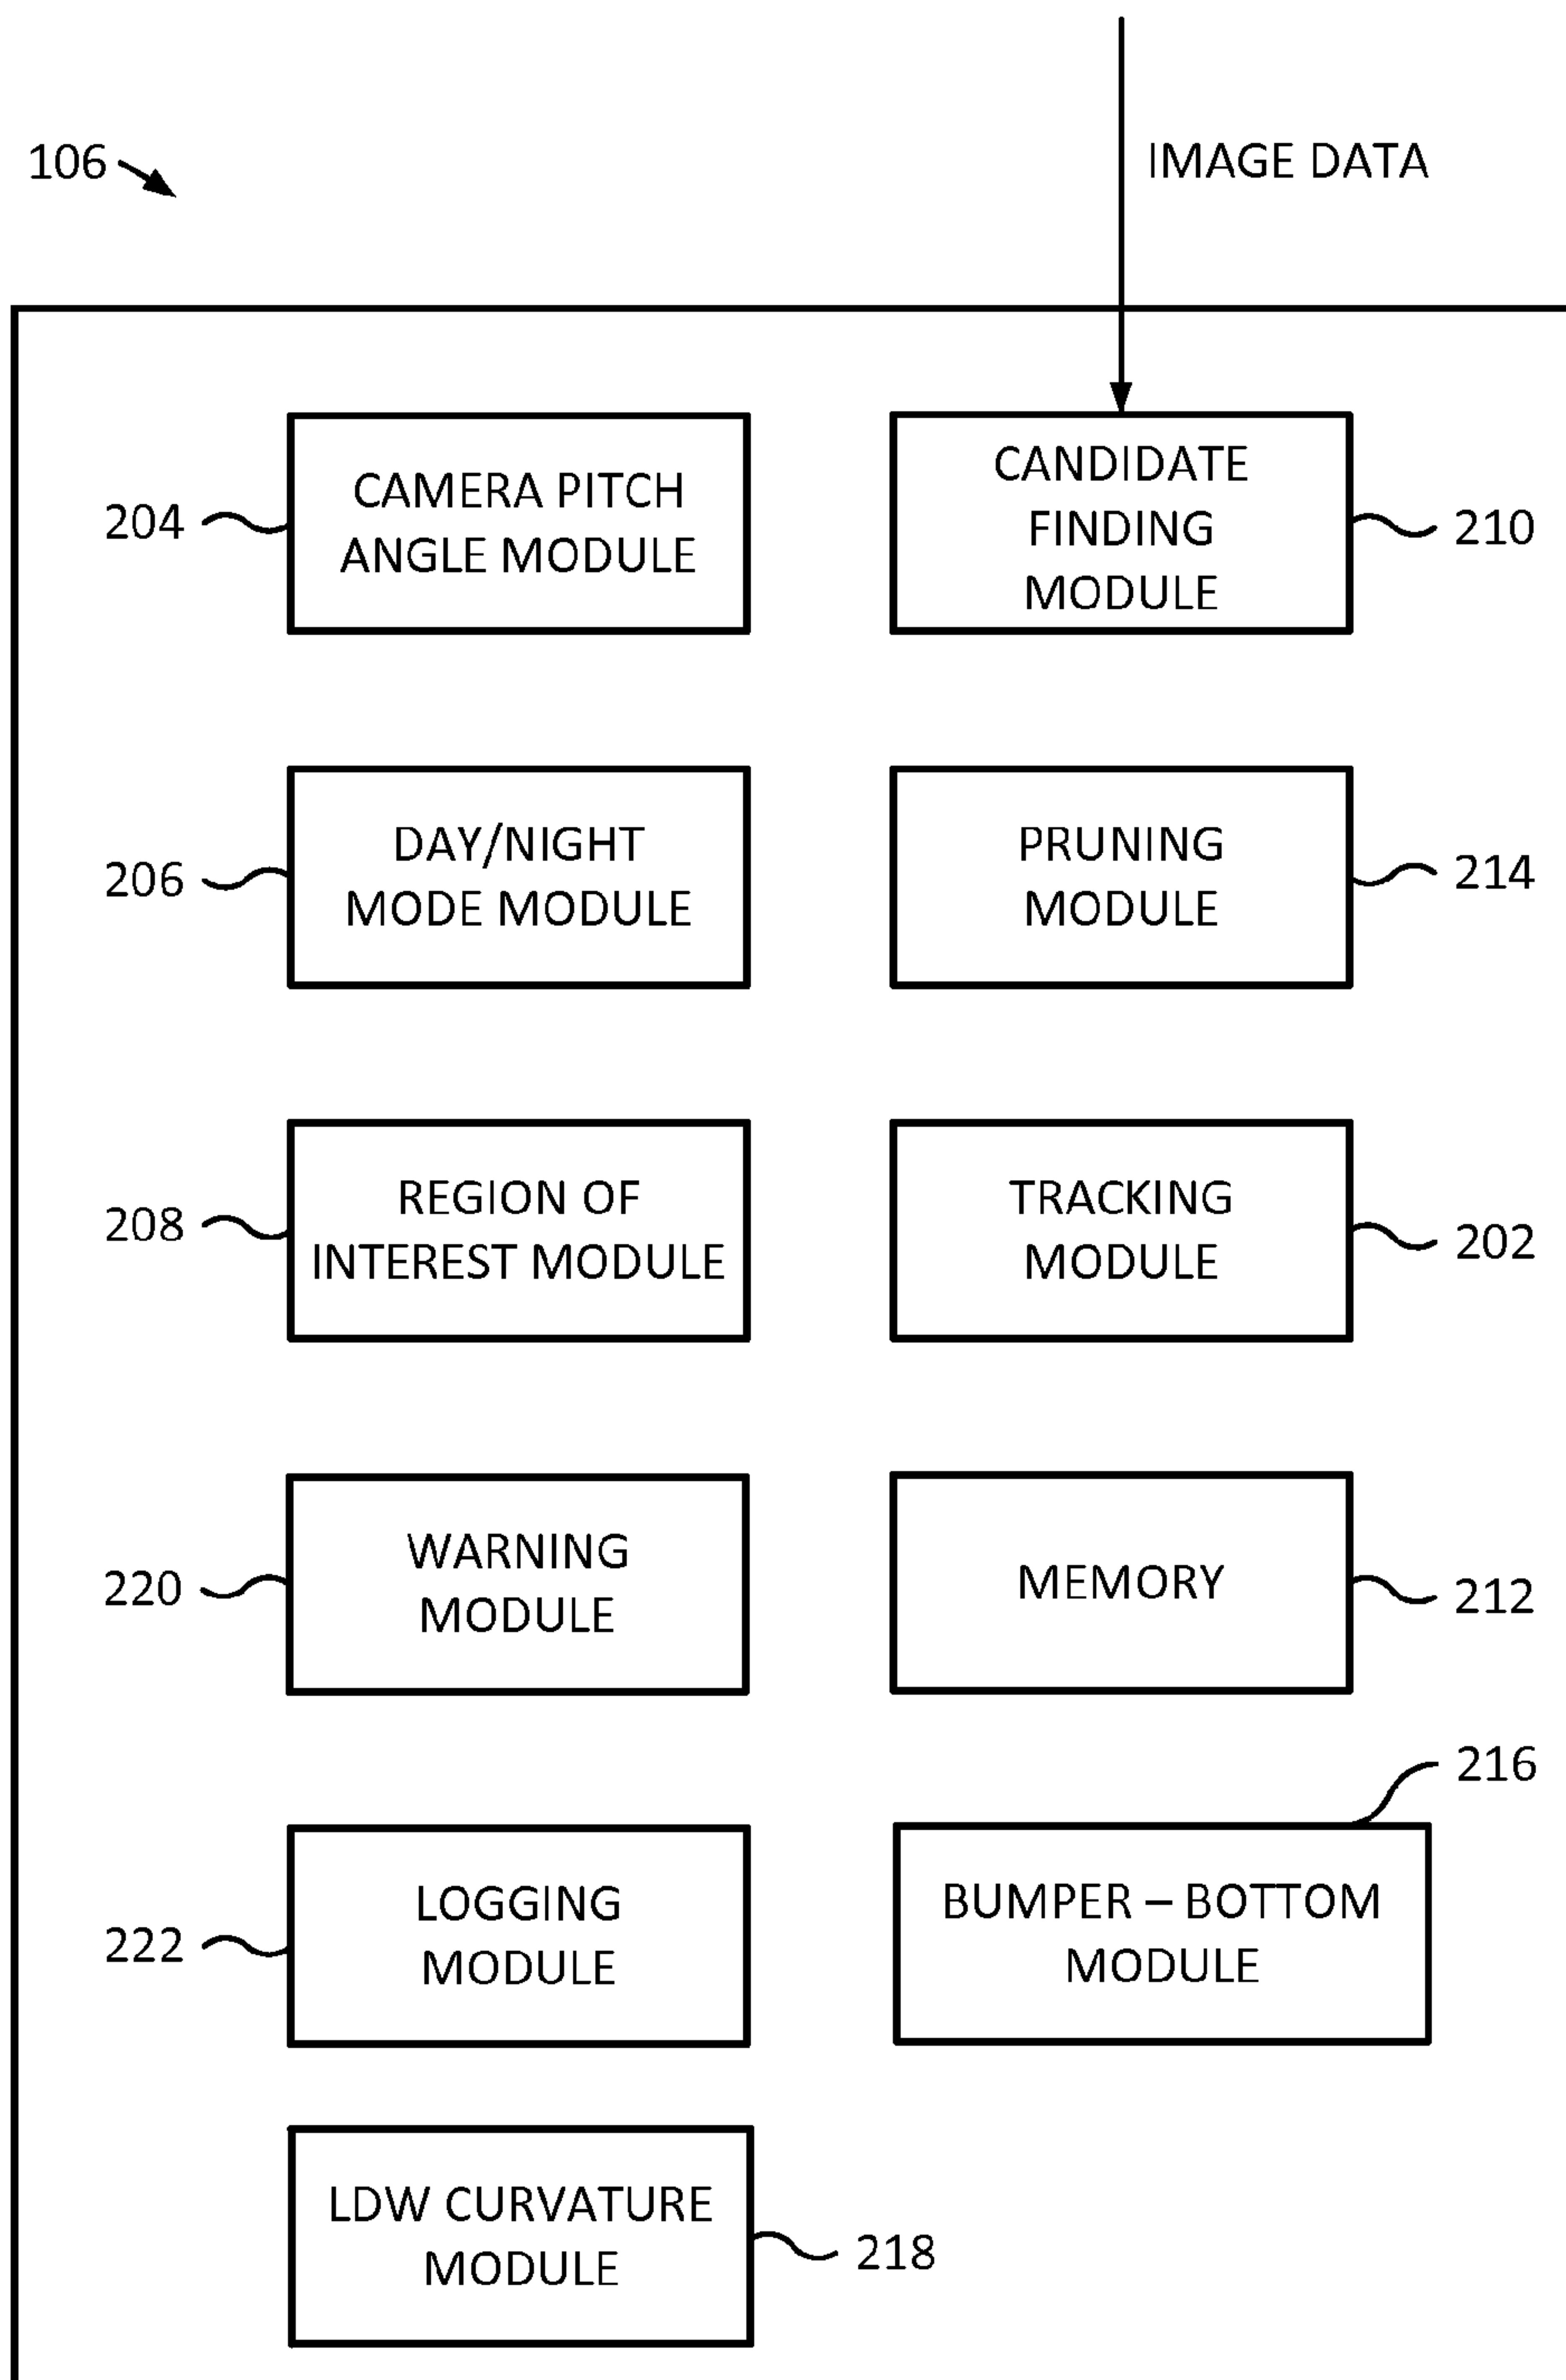 106
IMAGE DATA
CAMERA PITCH
ANGLE MODULE
204
CANDIDATE
FINDING
MODULE
210
DAY/NIGHT
MODE MODULE
206
PRUNING
MODULE
214
REGION OF
INTEREST MODULE
208
TRACKING
MODULE
202
WARNING
MODULE
220
MEMORY
212
LOGGING
MODULE
222
216
BUMPER – BOTTOM
MODULE
LDW CURVATURE
MODULE
218